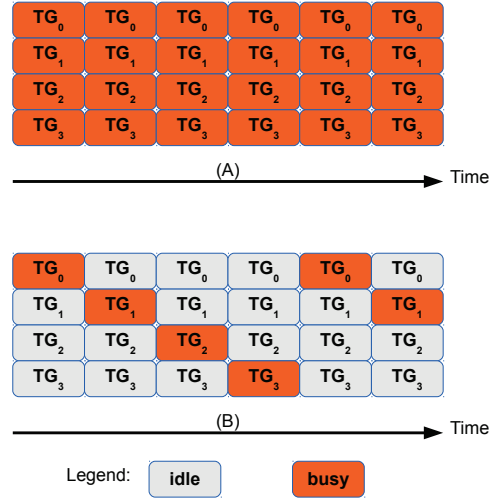 TG0 TG0 TG0 TG0 TG0 TG0
TG1 TG1 TG1 TG1 TG1 TG1
TG2 TG2 TG2 TG2 TG2 TG2
TG3 TG3 TG3 TG3 TG3 TG3
(A)
Time
TG0 TG0 TG0 TG0 TG0 TG0
TG1 TG1 TG1 TG1 TG1 TG1
TG2 TG2 TG2 TG2 TG2 TG2
TG3 TG3 TG3 TG3 TG3 TG3
(B)
Time
Legend: idle busy